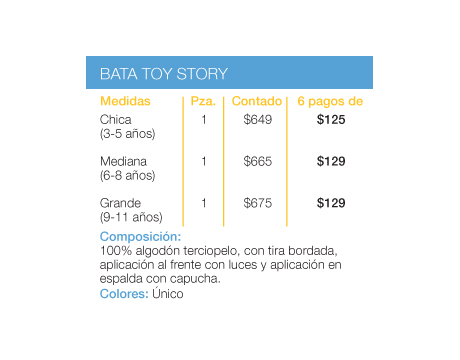 BATA TOY STORY
Medidas Pza. Contado 6 pagos de
Chica 1 $649 $125
(3-5 años)
Mediana 1 $665 $129
(6-8 años)
Grande 1 $675 $129
(9-11 años)
Composición:
100% algodón terciopelo, con tira bordada,
aplicación al frente con luces y aplicación en
espalda con capucha.
Colores: Único